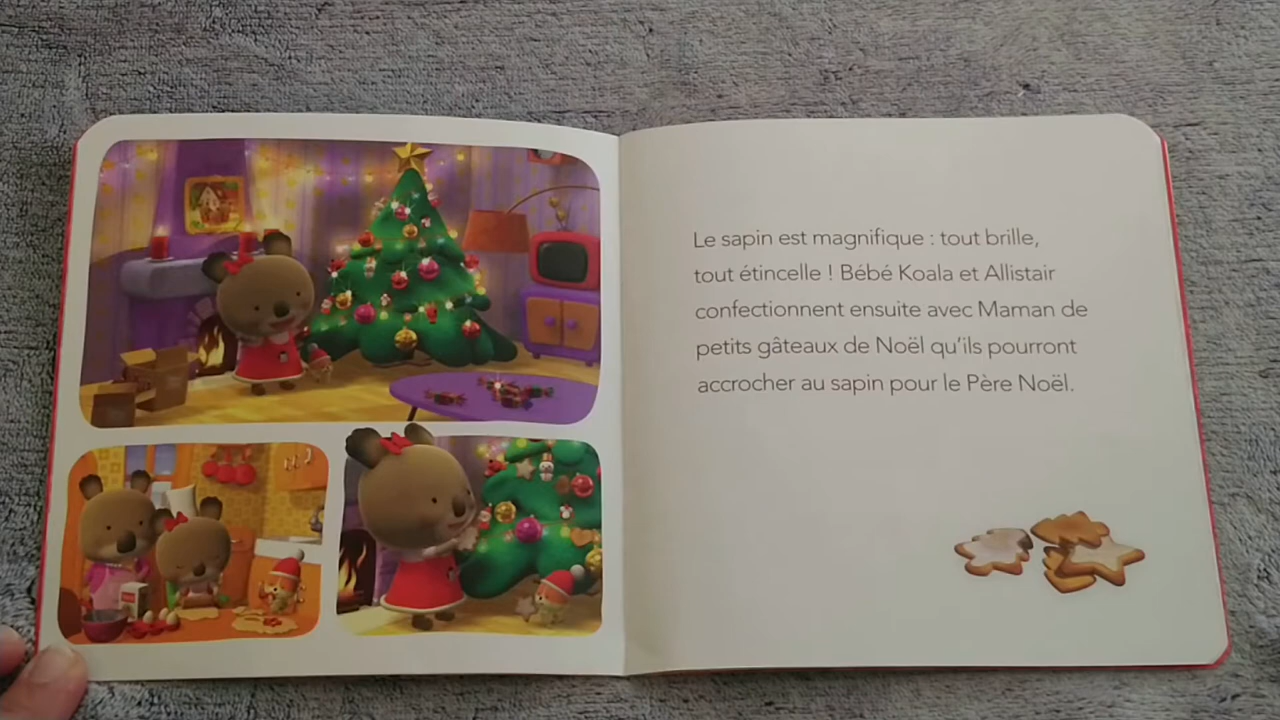 Le sapin est magnifique : tout brille,
tout étincelle ! Bébé Koala et Allistair
confectionnent ensuite avec Maman de
petits gâteaux de Noël qu'ils pourront
accrocher au sapin pour le Père Noël.